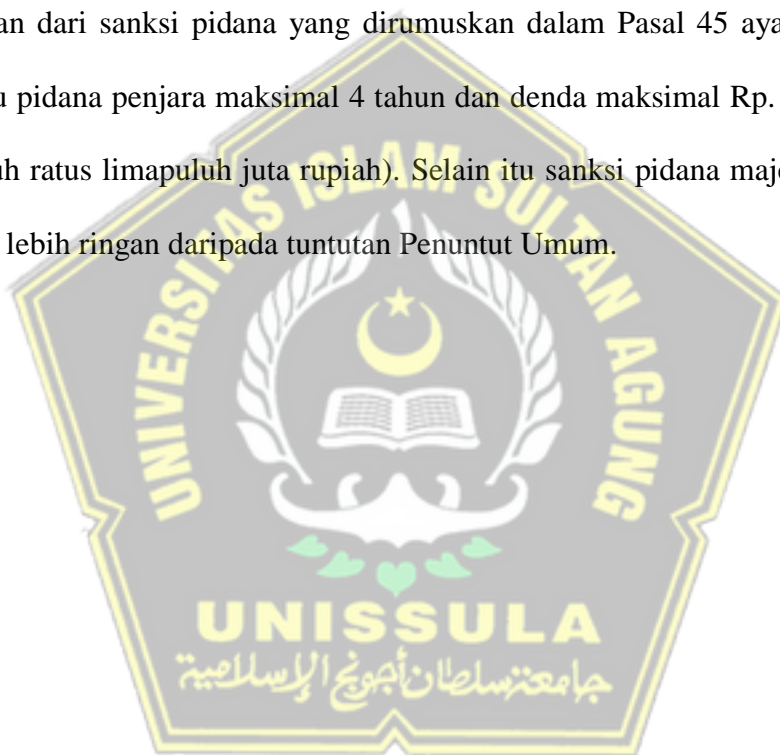 an dari sanksi pidana yang dirumuskan dalam Pasal 45 aya
u pidana penjara maksimal 4 tahun dan denda maksimal Rp.
uh ratus limapuluh juta rupiah). Selain itu sanksi pidana maj
lebih ringan daripada tuntutan Penuntut Umum.
UNIVERSITAS ISLAM SULTAN AGUNG
UNISSULA
جامعة سلطان أجونج الإسلامية